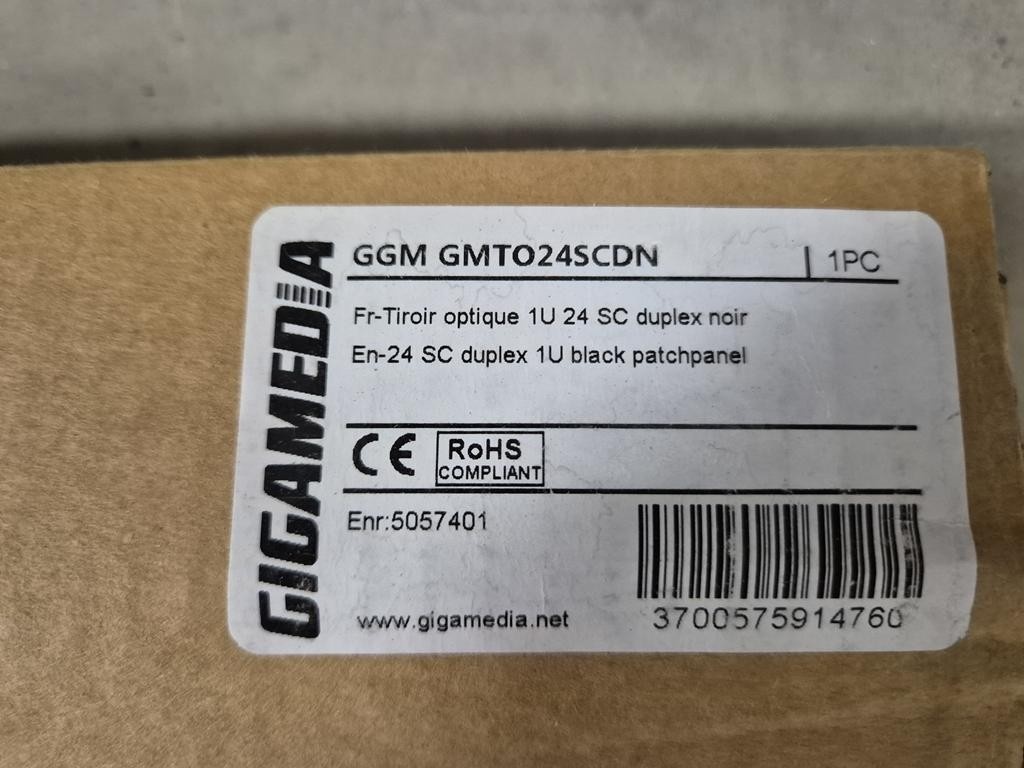 GIGAMEDIA
GGM GMTO24SCDN
1PC
Fr-Tiroir optique 1U 24 SC duplex noir
En-24 SC duplex 1U black patchpanel
CE
RoHS
COMPLIANT
Enr:5057401
www.gigamedia.net
3700575914760